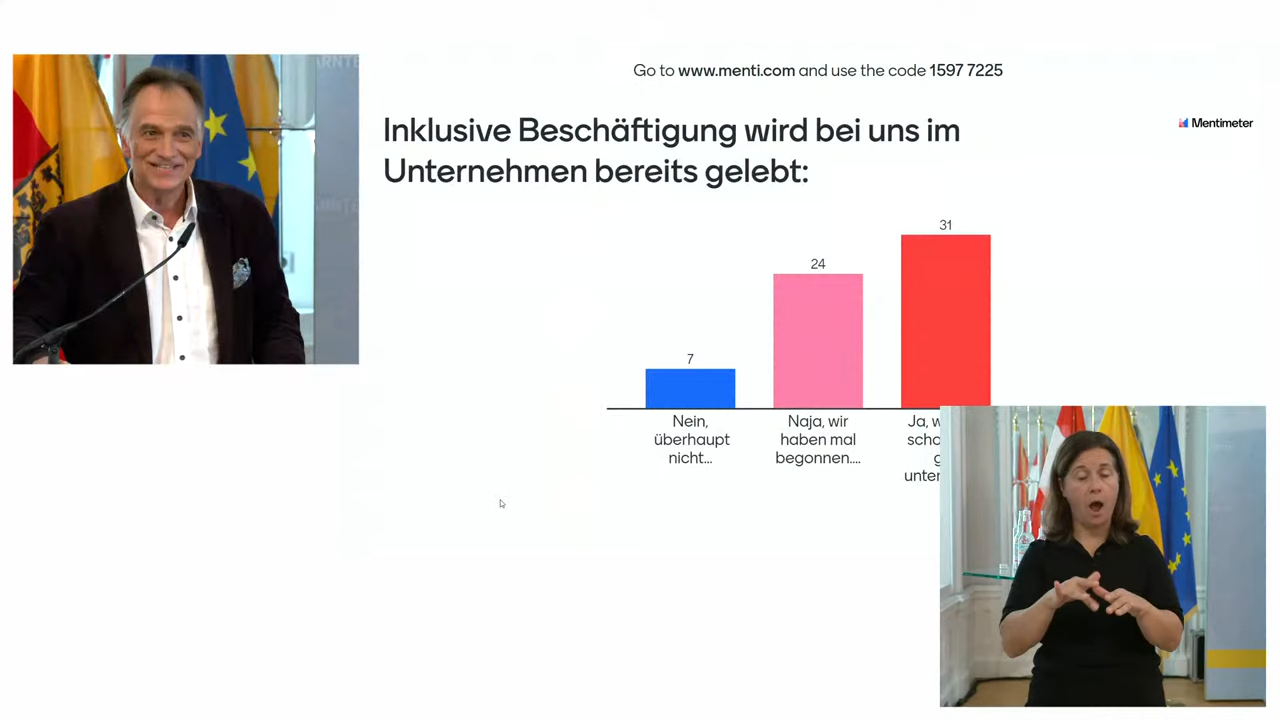 Go to www.menti.com and use the code 1597 7225
Inklusive Beschäftigung wird bei uns im
Unternehmen bereits gelebt:
Mentimeter
31
24
7
Nein,
überhaupt
nicht...
Naja, wir
haben mal
begonnen....
Ja,